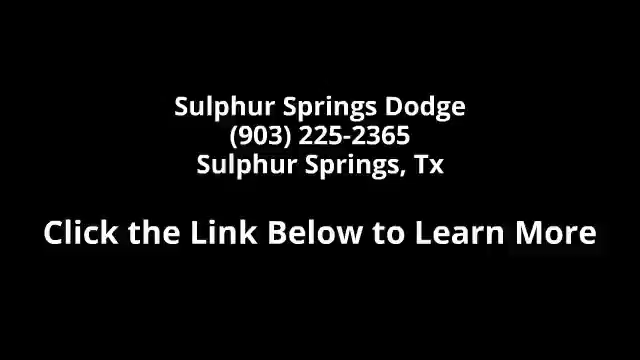 Sulphur Springs Dodge
(903) 225-2365
Sulphur Springs, Tx
Click the Link Below to Learn More